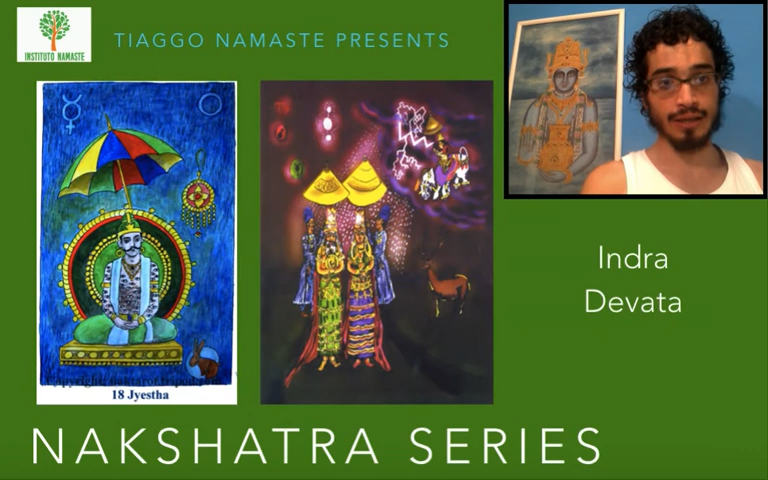 INSTITUTO NAMASTE
TIAGGO NAMASTE PRESENTS
18 Jyestha
Indra
Devata
NAKSHATRA SERIES